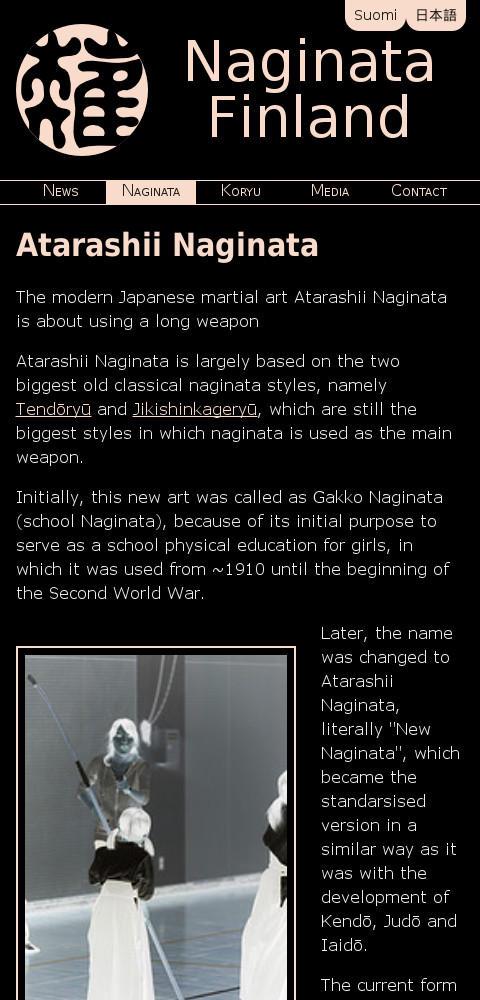 Suomi 日本語
Naginata
Finland
News Naginata Koryu Media Contact
Atarashii Naginata
The modern Japanese martial art Atarashii Naginata
is about using a long weapon
Atarashii Naginata is largely based on the two
biggest old classical naginata styles, namely
Tendōryū and Jikishinkageryū, which are still the
biggest styles in which naginata is used as the main
weapon.
Initially, this new art was called as Gakko Naginata
(school Naginata), because of its initial purpose to
serve as a school physical education for girls, in
which it was used from ~1910 until the beginning of
the Second World War.
Later, the name
was changed to
Atarashii
Naginata,
literally "New
Naginata", which
became the
standarsised
version in a
similar way as it
was with the
development of
Kendō, Judō and
Iaidō.
The current form